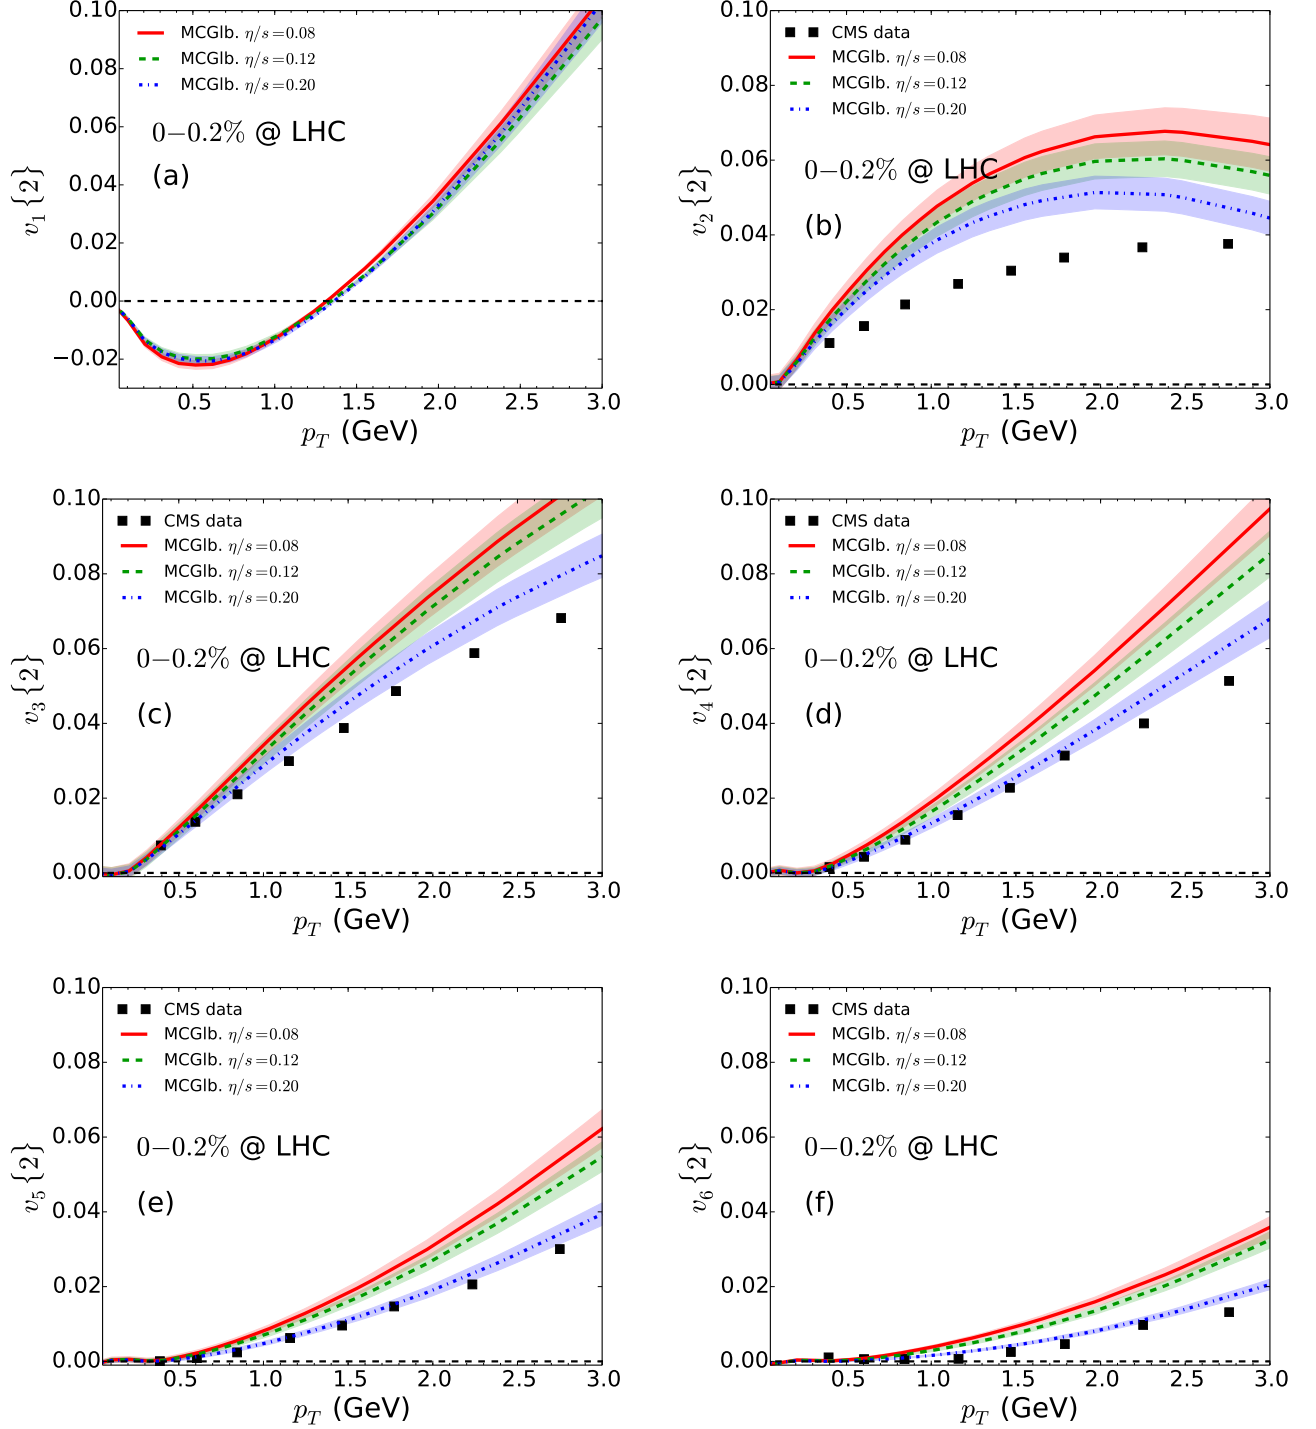 0.10
0.08
0.06
0.04
0.02
0.00
−0.02
v₁{2}
MCGlb. η/s=0.08
MCGlb. η/s=0.12
MCGlb. η/s=0.20
0−0.2% @ LHC
(a)
0.5 1.0 1.5 2.0 2.5 3.0
p_T (GeV)
0.10
0.08
0.06
0.04
0.02
0.00
v₂{2}
CMS data
MCGlb. η/s=0.08
MCGlb. η/s=0.12
MCGlb. η/s=0.20
0−0.2% @ LHC
(b)
0.5 1.0 1.5 2.0 2.5 3.0
p_T (GeV)
0.10
0.08
0.06
0.04
0.02
0.00
v₃{2}
CMS data
MCGlb. η/s=0.08
MCGlb. η/s=0.12
MCGlb. η/s=0.20
0−0.2% @ LHC
(c)
0.5 1.0 1.5 2.0 2.5 3.0
p_T (GeV)
0.10
0.08
0.06
0.04
0.02
0.00
v₄{2}
CMS data
MCGlb. η/s=0.08
MCGlb. η/s=0.12
MCGlb. η/s=0.20
0−0.2% @ LHC
(d)
0.5 1.0 1.5 2.0 2.5 3.0
p_T (GeV)
0.10
0.08
0.06
0.04
0.02
0.00
v₅{2}
CMS data
MCGlb. η/s=0.08
MCGlb. η/s=0.12
MCGlb. η/s=0.20
0−0.2% @ LHC
(e)
0.5 1.0 1.5 2.0 2.5 3.0
p_T (GeV)
0.10
0.08
0.06
0.04
0.02
0.00
v₆{2}
CMS data
MCGlb. η/s=0.08
MCGlb. η/s=0.12
MCGlb. η/s=0.20
0−0.2% @ LHC
(f)
0.5 1.0 1.5 2.0 2.5 3.0
p_T (GeV)